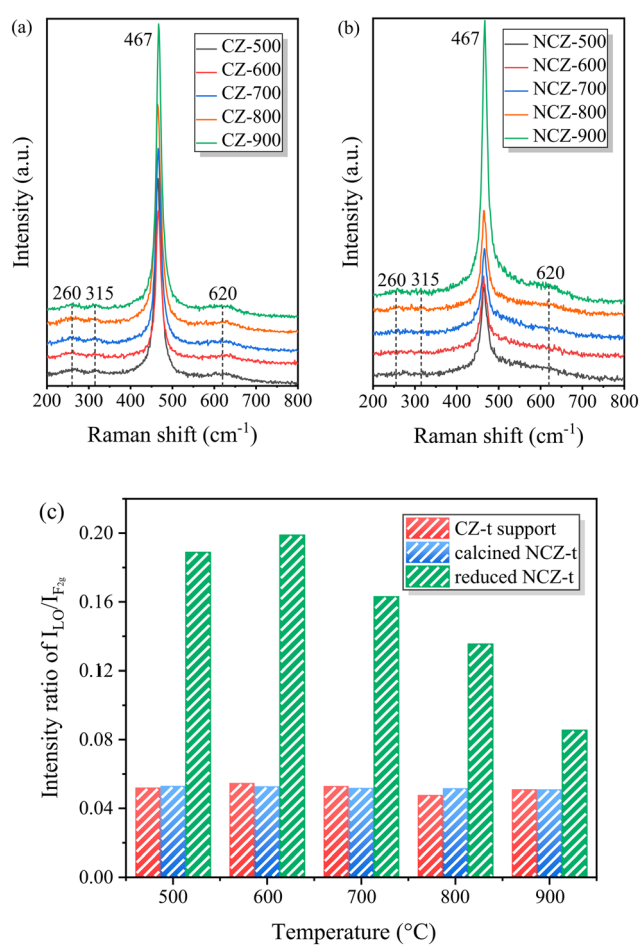 (a)
467
CZ-500
CZ-600
CZ-700
CZ-800
CZ-900
260
315
620
Intensity (a.u.)
200 300 400 500 600 700 800
Raman shift (cm⁻¹)
(b)
467
NCZ-500
NCZ-600
NCZ-700
NCZ-800
NCZ-900
260
315
620
Intensity (a.u.)
200 300 400 500 600 700 800
Raman shift (cm⁻¹)
(c)
CZ-t support
calcined NCZ-t
reduced NCZ-t
0.20
0.16
0.12
0.08
0.04
0.00
Intensity ratio of I_LO/I_F2g
500 600 700 800 900
Temperature (°C)